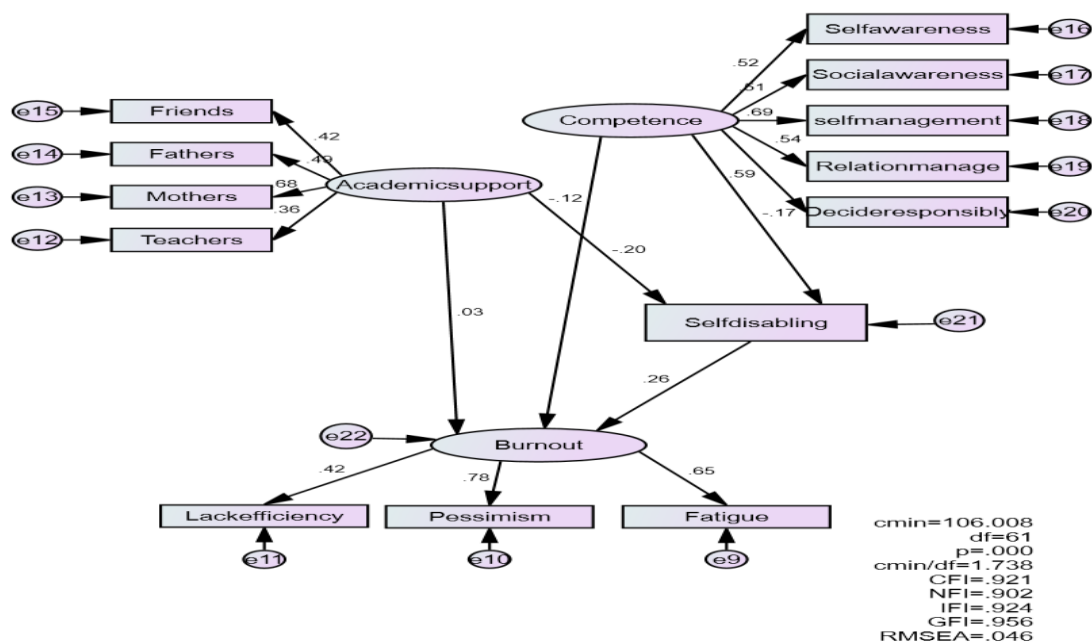 Selfawareness
e16
.52
Socialawareness
e17
.51
selfmanagement
e18
.69
Relationmanage
e19
.54
Decideresponsibly
e20
.59
Competence
e15
Friends
.42
e14
Fathers
.49
e13
Mothers
.68
e12
Teachers
.36
Academicsupport
-.12
-.17
-.20
.03
Selfdisabling
e21
.26
e22
Burnout
.42
.78
.65
Lackefficiency
Pessimism
Fatigue
e11
e10
e9
cmin=106.008
df=61
p=.000
cmin/df=1.738
CFI=.921
NFI=.902
IFI=.924
GFI=.956
RMSEA=.046